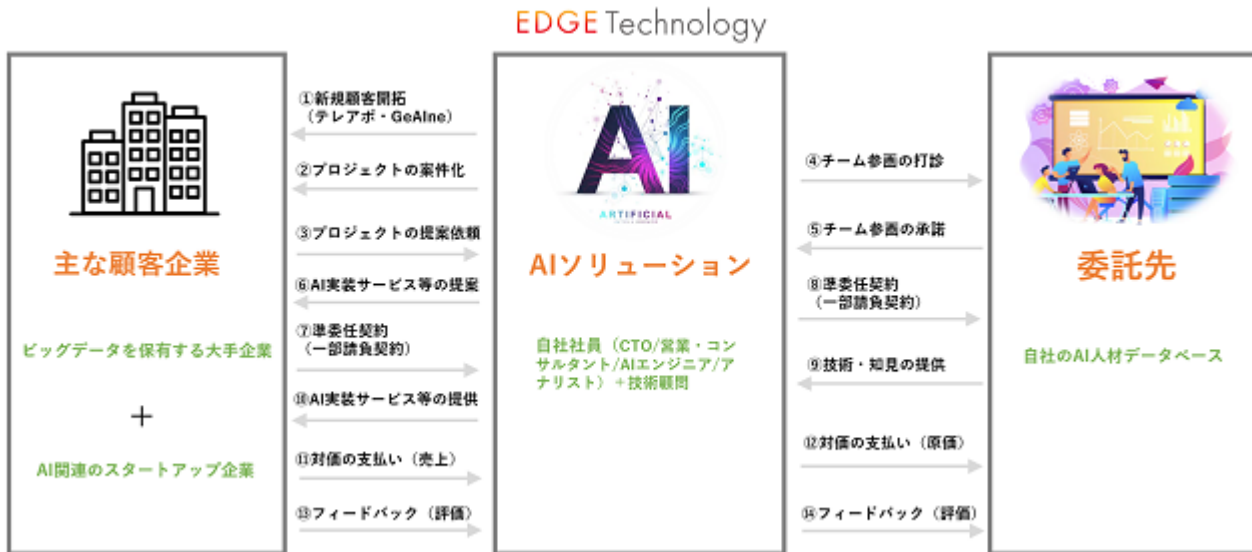 EDGE Technology
①新規顧客開拓
（テレアポ・GeAIne）
②プロジェクトの案件化
③プロジェクトの提案依頼
主な顧客企業
⑥AI実装サービス等の提案
⑦準委任契約
（一部請負契約）
ビッグデータを保有する大手企業
＋
⑩AI実装サービス等の提供
AI関連のスタートアップ企業
⑪対価の支払い（売上）
⑬フィードバック（評価）
AI
ARTIFICIAL
AIソリューション
自社社員（CTO/営業・コン
サルタント/AIエンジニア/ア
ナリスト）＋技術顧問
④チーム参画の打診
⑤チーム参画の承諾
⑧準委任契約
（一部請負契約）
⑨技術・知見の提供
⑫対価の支払い（原価）
⑭フィードバック（評価）
委託先
自社のAI人材データベース